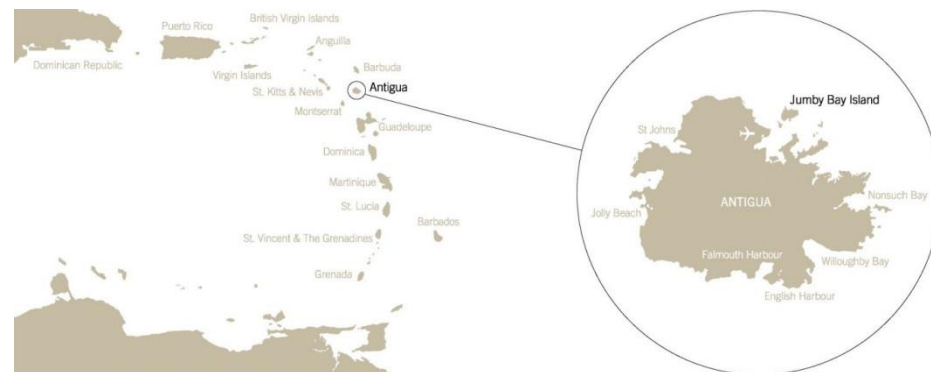 British Virgin Islands
Puerto Rico
Anguilla
Dominican Republic
Virgin Islands
Barbuda
St. Kitts & Nevis
Antigua
Montserrat
Guadeloupe
Dominica
Martinique
St. Lucia
Barbados
St. Vincent & The Grenadines
Grenada
Jumby Bay Island
St Johns
Nonsuch Bay
ANTIGUA
Jolly Beach
Falmouth Harbour
Willoughby Bay
English Harbour